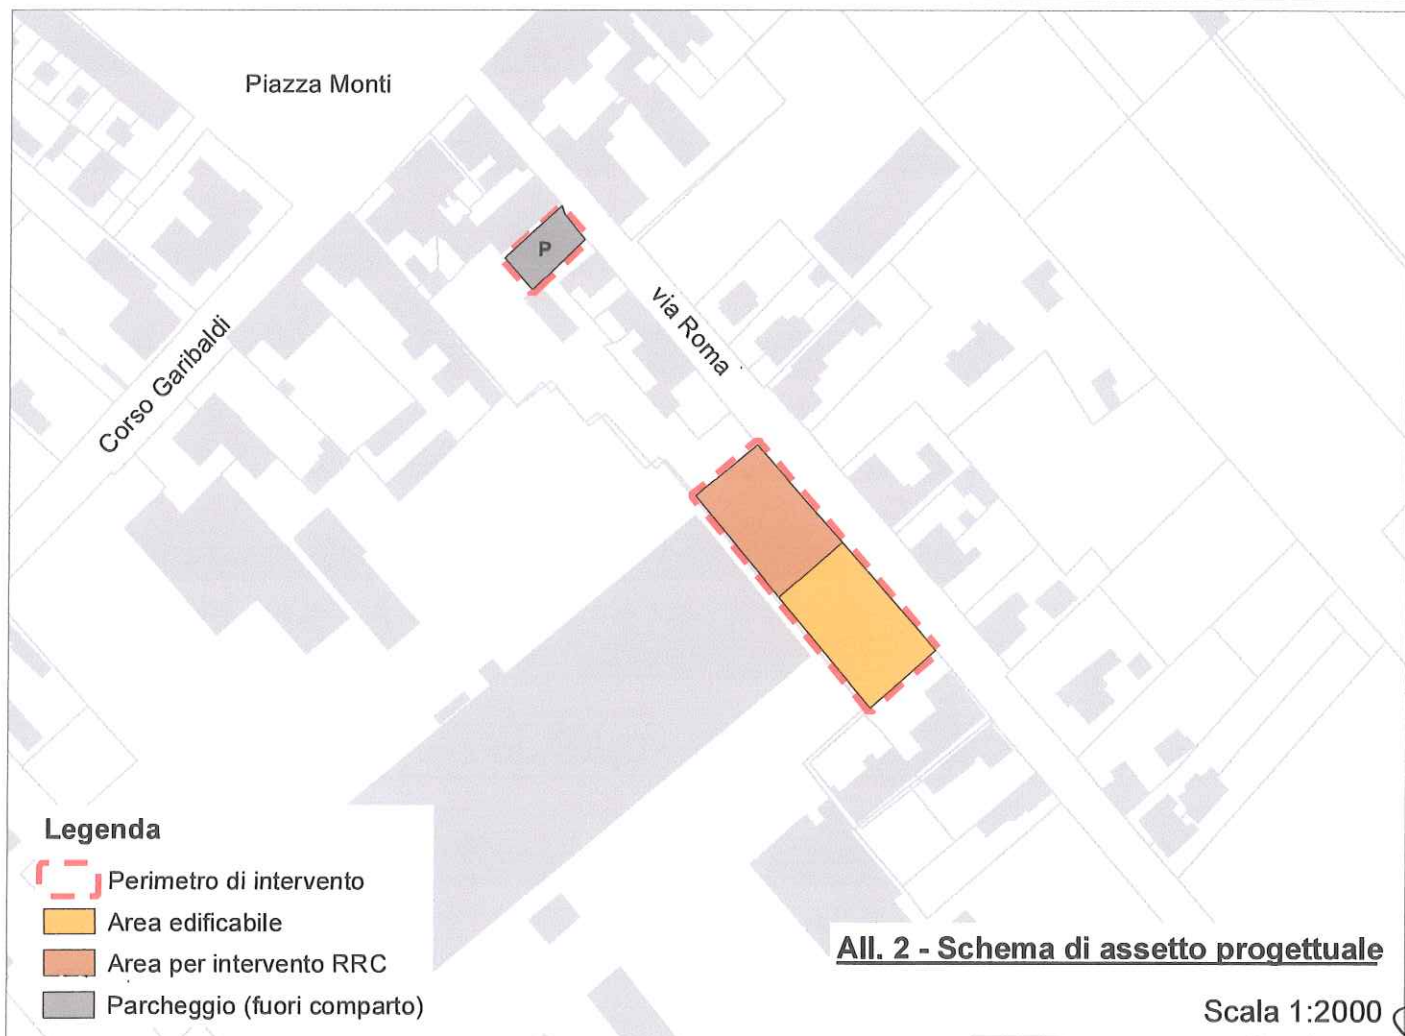 Piazza Monti
P
via Roma
Corso Garibaldi
Legenda
Perimetro di intervento
Area edificabile
Area per intervento RRC
Parcheggio (fuori comparto)
All. 2 - Schema di assetto progettuale
Scala 1:2000